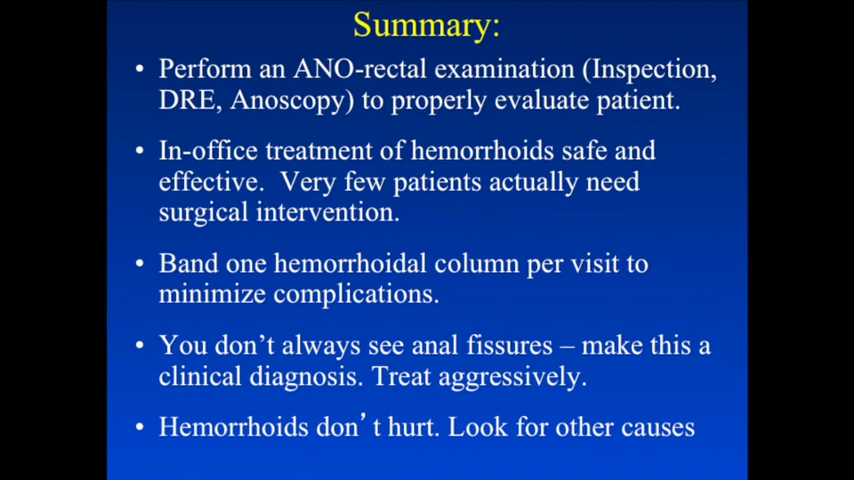 Summary:
• Perform an ANO-rectal examination (Inspection,
DRE, Anoscopy) to properly evaluate patient.
• In-office treatment of hemorrhoids safe and
effective.  Very few patients actually need
surgical intervention.
• Band one hemorrhoidal column per visit to
minimize complications.
• You don’t always see anal fissures – make this a
clinical diagnosis. Treat aggressively.
• Hemorrhoids don’t hurt. Look for other causes